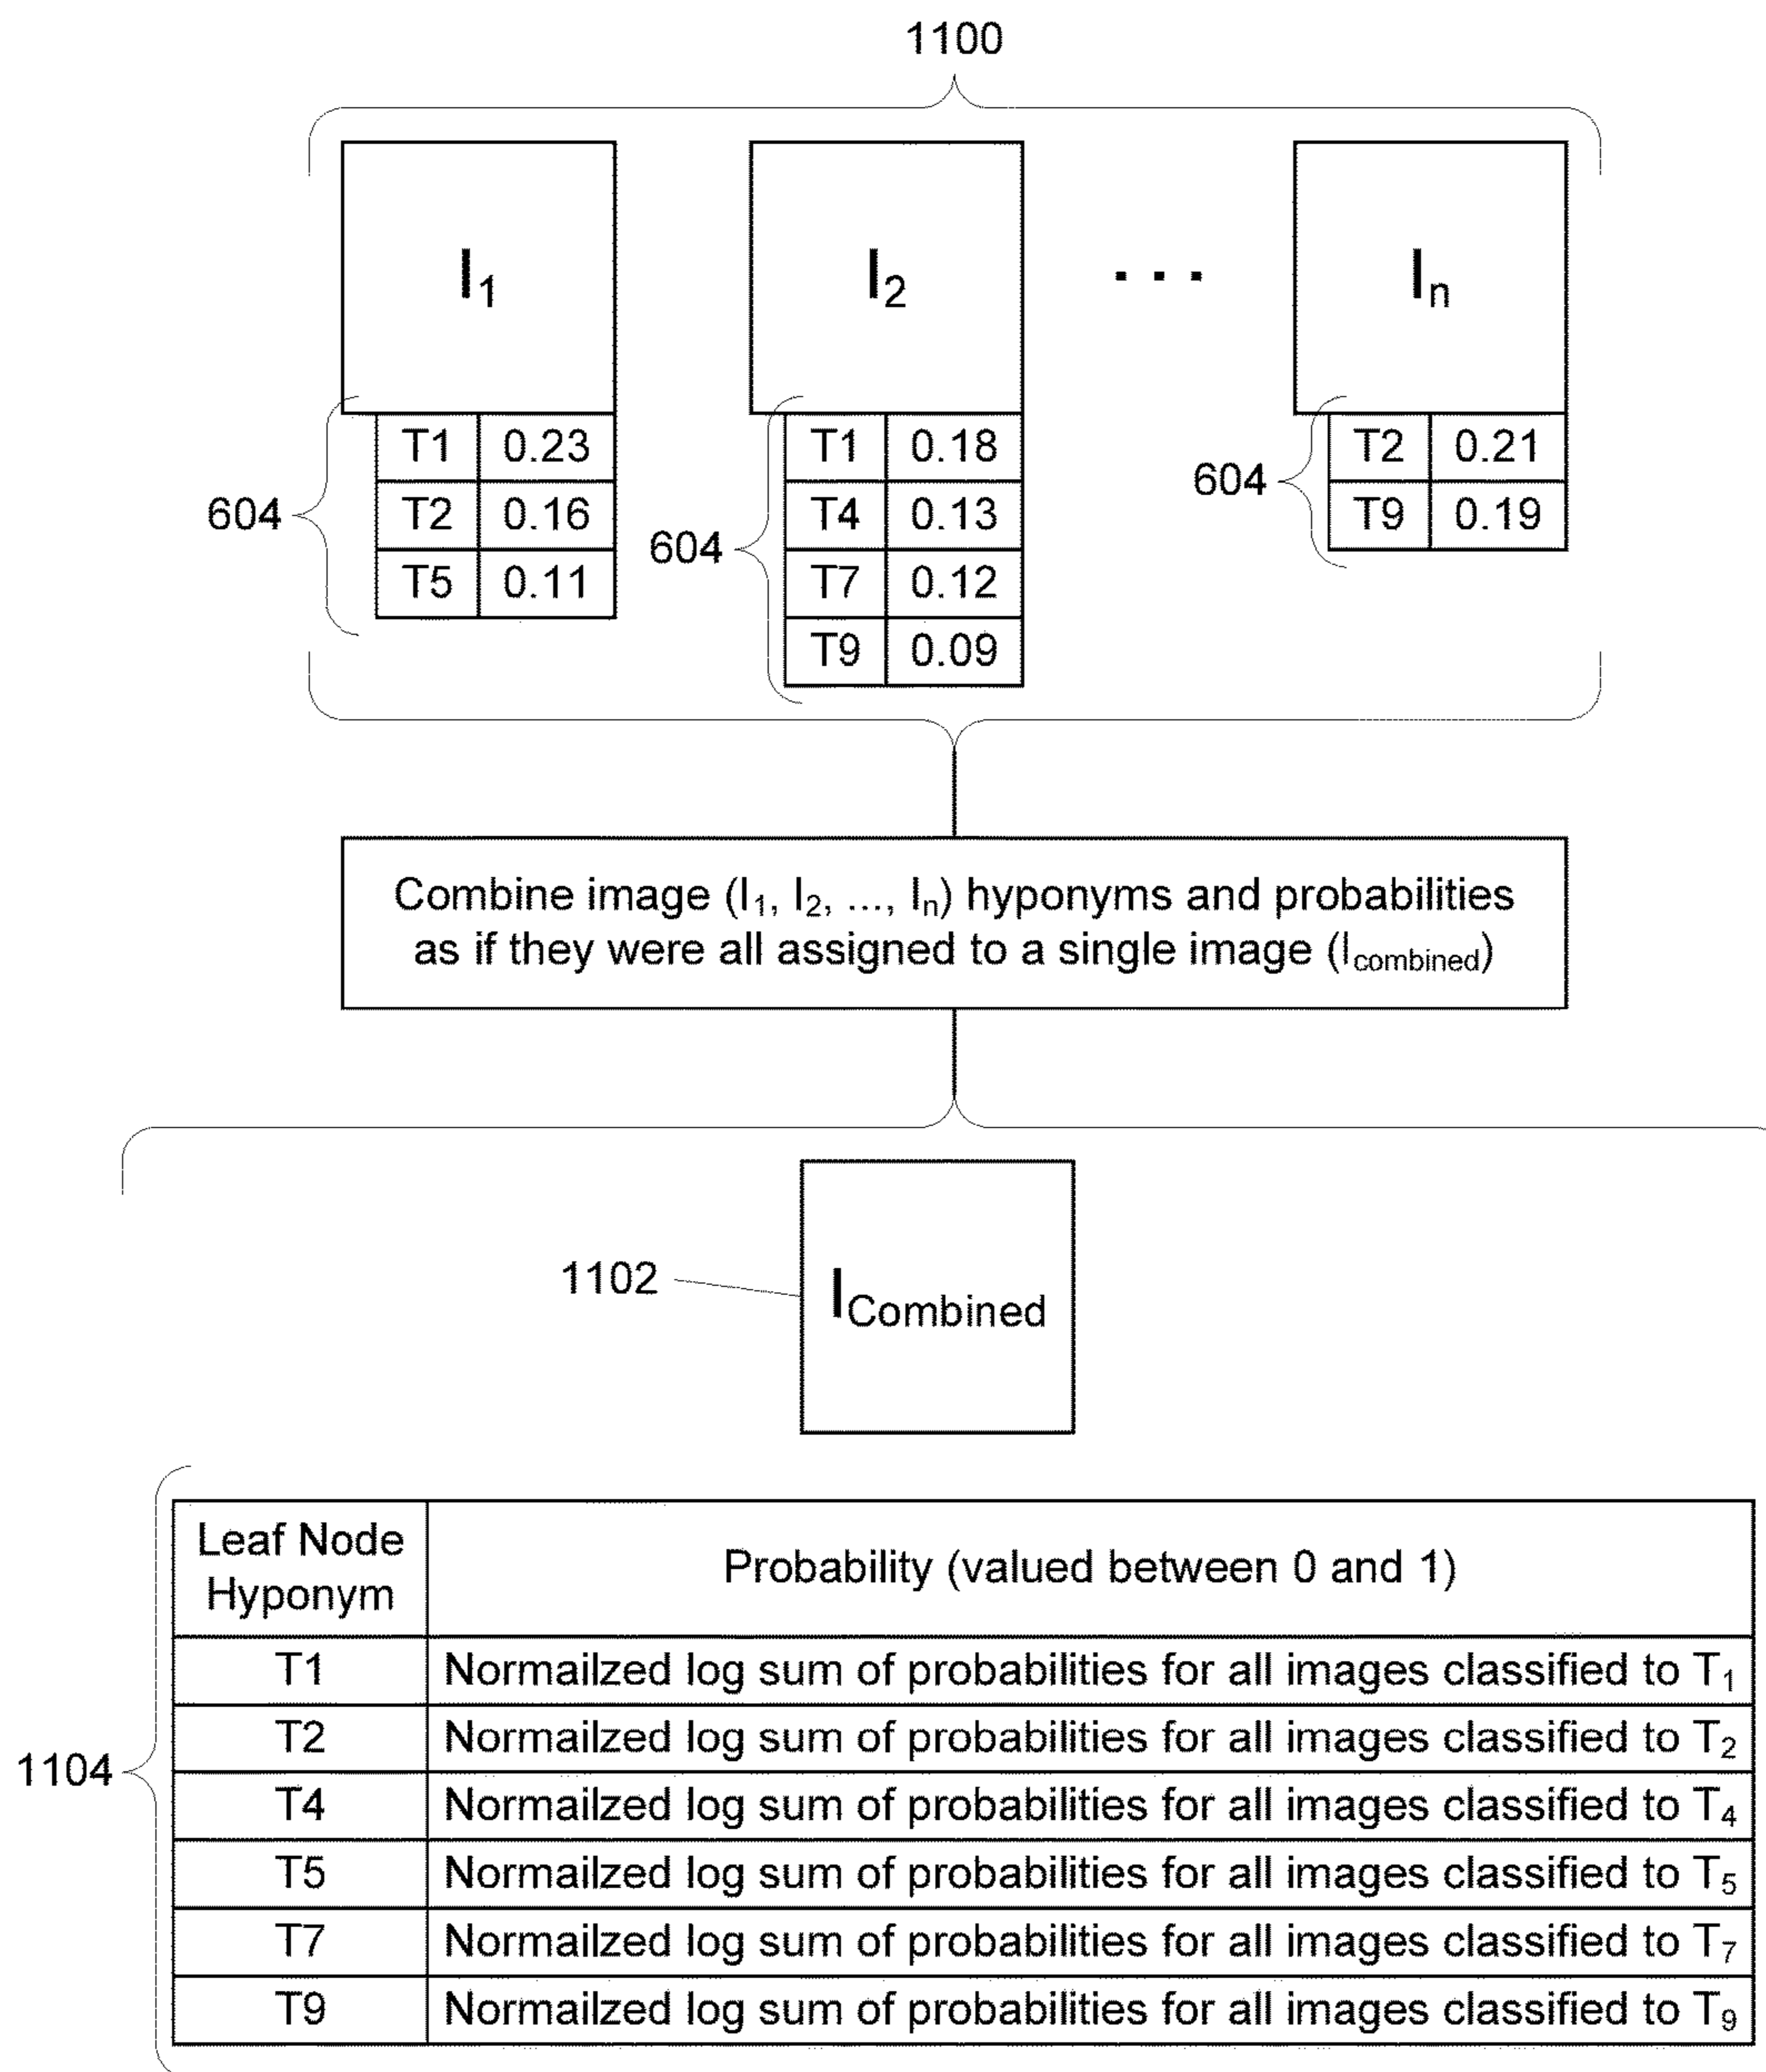 1100
I1
I2
...
In
604
T1 0.23
T2 0.16
T5 0.11
604
T1 0.18
T4 0.13
T7 0.12
T9 0.09
604
T2 0.21
T9 0.19
Combine image (I1, I2, ..., In) hyponyms and probabilities
as if they were all assigned to a single image (Icombined)
1102
ICombined
1104
Leaf Node
Hyponym
Probability (valued between 0 and 1)
T1 Normailzed log sum of probabilities for all images classified to T1
T2 Normailzed log sum of probabilities for all images classified to T2
T4 Normailzed log sum of probabilities for all images classified to T4
T5 Normailzed log sum of probabilities for all images classified to T5
T7 Normailzed log sum of probabilities for all images classified to T7
T9 Normailzed log sum of probabilities for all images classified to T9